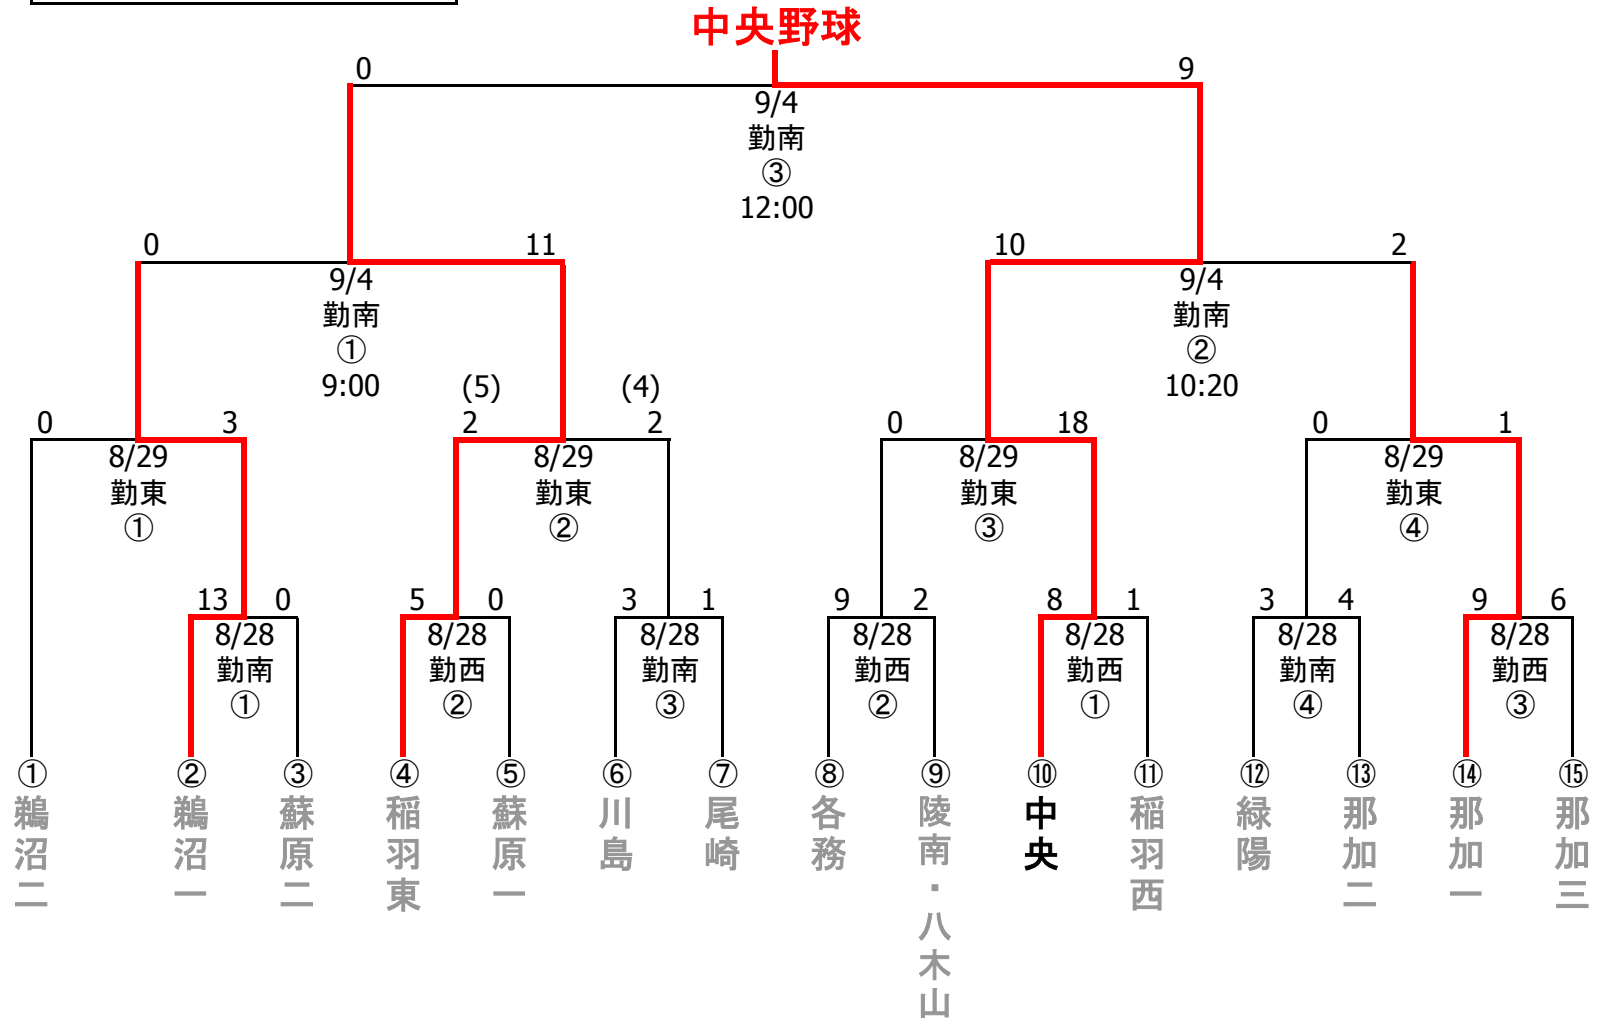 中央野球
0 9
9/4
勤南
③
12:00
0 11 10 2
9/4 9/4
勤南 勤南
① ②
9:00 10:20
(5) (4)
0 3 2 2 0 18 0 1
8/29 8/29 8/29 8/29
勤東 勤東 勤東 勤東
① ② ③ ④
13 0 5 0 3 1 9 2 8 1 3 4 9 6
8/28 8/28 8/28 8/28 8/28 8/28 8/28
勤南 勤西 勤南 勤西 勤西 勤南 勤西
① ② ③ ② ① ④ ③
① ② ③ ④ ⑤ ⑥ ⑦ ⑧ ⑨ ⑩ ⑪ ⑫ ⑬ ⑭ ⑮
鵜沼二
鵜沼一
蘇原二
稲羽東
蘇原一
川島
尾崎
各務
陵南・八木山
中央
稲羽西
緑陽
那加二
那加一
那加三